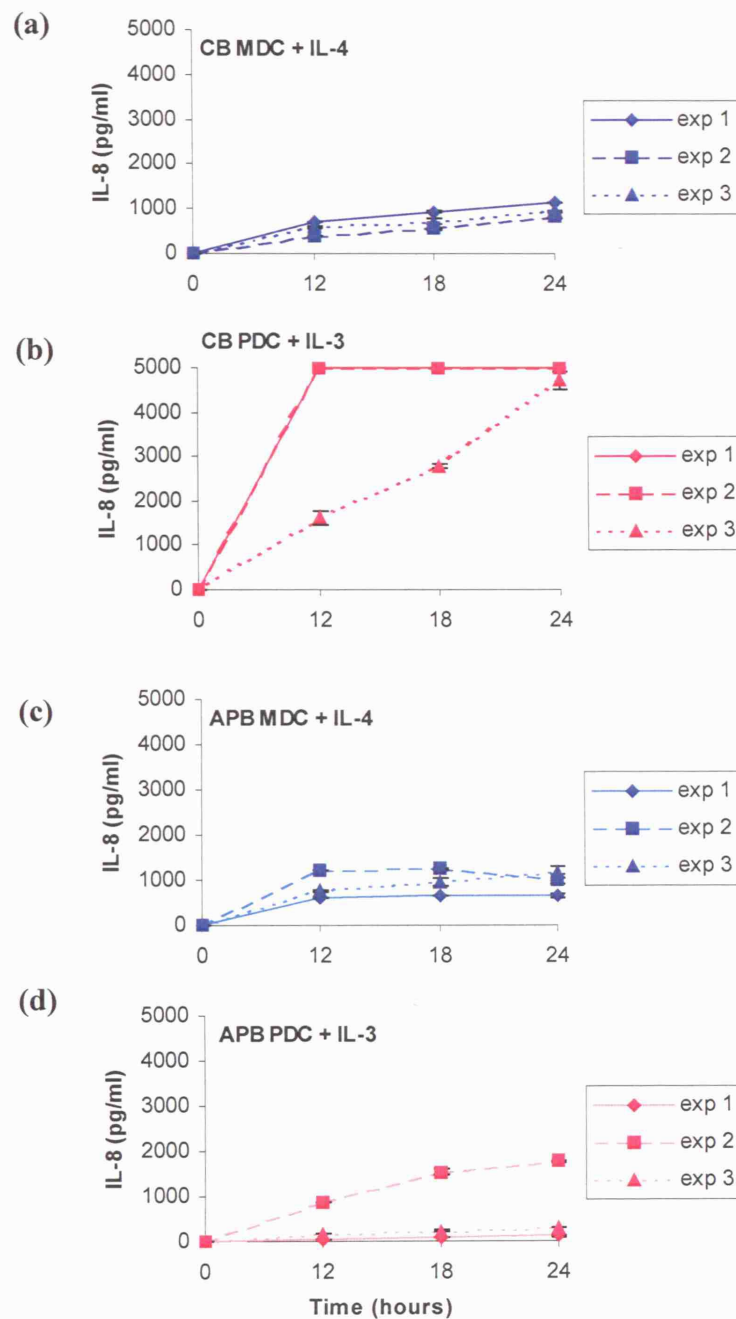 (a)
CB MDC + IL-4
IL-8 (pg/ml)
5000
4000
3000
2000
1000
0
0 12 18 24
exp 1
exp 2
exp 3
(b)
CB PDC + IL-3
IL-8 (pg/ml)
5000
4000
3000
2000
1000
0
0 12 18 24
exp 1
exp 2
exp 3
(c)
APB MDC + IL-4
IL-8 (pg/ml)
5000
4000
3000
2000
1000
0
0 12 18 24
exp 1
exp 2
exp 3
(d)
APB PDC + IL-3
IL-8 (pg/ml)
5000
4000
3000
2000
1000
0
0 12 18 24
Time (hours)
exp 1
exp 2
exp 3